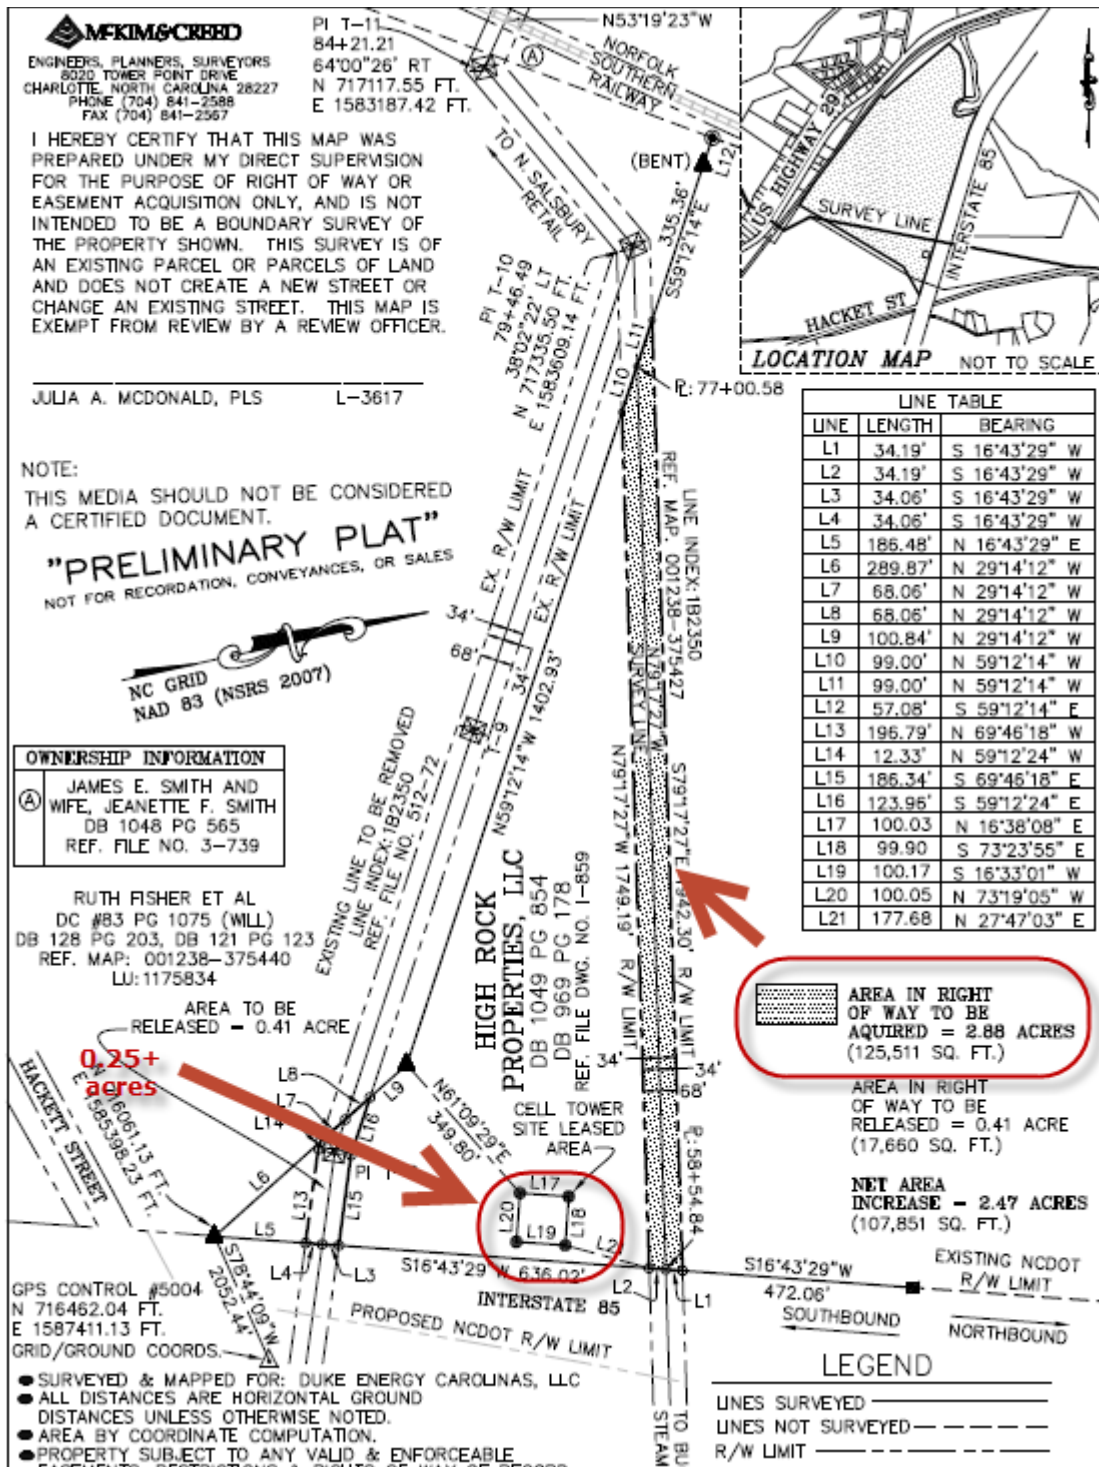 McKIM&CREED
ENGINEERS, PLANNERS, SURVEYORS
8020 TOWER POINT DRIVE
CHARLOTTE, NORTH CAROLINA 28227
PHONE (704) 841-2588
FAX (704) 841-2567
I HEREBY CERTIFY THAT THIS MAP WAS
PREPARED UNDER MY DIRECT SUPERVISION
FOR THE PURPOSE OF RIGHT OF WAY OR
EASEMENT ACQUISITION ONLY, AND IS NOT
INTENDED TO BE A BOUNDARY SURVEY OF
THE PROPERTY SHOWN. THIS SURVEY IS OF
AN EXISTING PARCEL OR PARCELS OF LAND
AND DOES NOT CREATE A NEW STREET OR
CHANGE AN EXISTING STREET. THIS MAP IS
EXEMPT FROM REVIEW BY A REVIEW OFFICER.
JULIA A. MCDONALD, PLS L-3617
NOTE:
THIS MEDIA SHOULD NOT BE CONSIDERED
A CERTIFIED DOCUMENT.
"PRELIMINARY PLAT"
NOT FOR RECORDATION, CONVEYANCES, OR SALES
NC GRID
NAD 83 (NSRS 2007)
PI T-11
84+21.21
64°00'26" RT
N 717117.55 FT.
E 1583187.42 FT.
N53°19'23"W
A
NORFOLK
SOUTHERN
RAILWAY
TO N. SALSBURY
RETAIL
(BENT)
L12
335.36'
S59°12'14"E
PI T-10
79+46.49
38°02'22" LT
N 717335.50 FT.
E 1583609.14 FT.
L11
L10
PL: 77+00.58
US HIGHWAY 29
SURVEY LINE
INTERSTATE 85
HACKET ST
LOCATION MAP NOT TO SCALE
LINE TABLE
LINE LENGTH BEARING
L1 34.19' S 16°43'29" W
L2 34.19' S 16°43'29" W
L3 34.06' S 16°43'29" W
L4 34.06' S 16°43'29" W
L5 186.48' N 16°43'29" E
L6 289.87' N 29°14'12" W
L7 68.06' N 29°14'12" W
L8 68.06' N 29°14'12" W
L9 100.84' N 29°14'12" W
L10 99.00' N 59°12'14" W
L11 99.00' N 59°12'14" W
L12 57.08' S 59°12'14" E
L13 196.79' N 69°46'18" W
L14 12.33' N 59°12'24" W
L15 186.34' S 69°46'18" E
L16 123.96' S 59°12'24" E
L17 100.03 N 16°38'08" E
L18 99.90 S 73°23'55" E
L19 100.17 S 16°33'01" W
L20 100.05 N 73°19'05" W
L21 177.68 N 27°47'03" E
EX. R/W LIMIT
EX. R/W LIMIT
34'
68'
34'
T-9
N59°12'14"W 1402.93'
REF. MAP. 001238-375427
LINE INDEX:1B2350
N79°17'27"W
SURVEY LINE
N79°17'27"W 1749.19' R/W LIMIT
S79°17'27"E 1942.30' R/W LIMIT
OWNERSHIP INFORMATION
A
JAMES E. SMITH AND
WIFE, JEANETTE F. SMITH
DB 1048 PG 565
REF. FILE NO. 3-739
EXISTING LINE TO BE REMOVED
LINE INDEX:1B2350
REF. FILE NO. 512-72
RUTH FISHER ET AL
DC #83 PG 1075 (WILL)
DB 128 PG 203, DB 121 PG 123
REF. MAP: 001238-375440
LU: 1175834
HIGH ROCK
PROPERTIES, LLC
DB 1049 PG 854
DB 969 PG 178
REF. FILE DWG. NO. I-859
AREA TO BE
RELEASED = 0.41 ACRE
0.25+
acres
AREA IN RIGHT
OF WAY TO BE
AQUIRED = 2.88 ACRES
(125,511 SQ. FT.)
AREA IN RIGHT
OF WAY TO BE
RELEASED = 0.41 ACRE
(17,660 SQ. FT.)
NET AREA
INCREASE = 2.47 ACRES
(107,851 SQ. FT.)
34'
34'
68'
HACKETT STREET
E 1585398.23 FT.
L8
L7
L14
L9
L16
L6
PI
L13
L15
L5
L4
L3
N61°09'29"E
349.80'
CELL TOWER
SITE LEASED
AREA
L17
L20
L18
L19
PL: 58+54.84
S16°43'29 W 636.02'
INTERSTATE 85
L2
L1
S16°43'29"W
472.06'
EXISTING NCDOT
R/W LIMIT
SOUTHBOUND
NORTHBOUND
S78°44'09"W
2052.44'
GPS CONTROL #5004
N 716462.04 FT.
E 1587411.13 FT.
GRID/GROUND COORDS.
PROPOSED NCDOT R/W LIMIT
TO BU
STEAM
SURVEYED & MAPPED FOR: DUKE ENERGY CAROLINAS, LLC
ALL DISTANCES ARE HORIZONTAL GROUND
DISTANCES UNLESS OTHERWISE NOTED.
AREA BY COORDINATE COMPUTATION.
PROPERTY SUBJECT TO ANY VALID & ENFORCEABLE
LEGEND
LINES SURVEYED
LINES NOT SURVEYED
R/W LIMIT